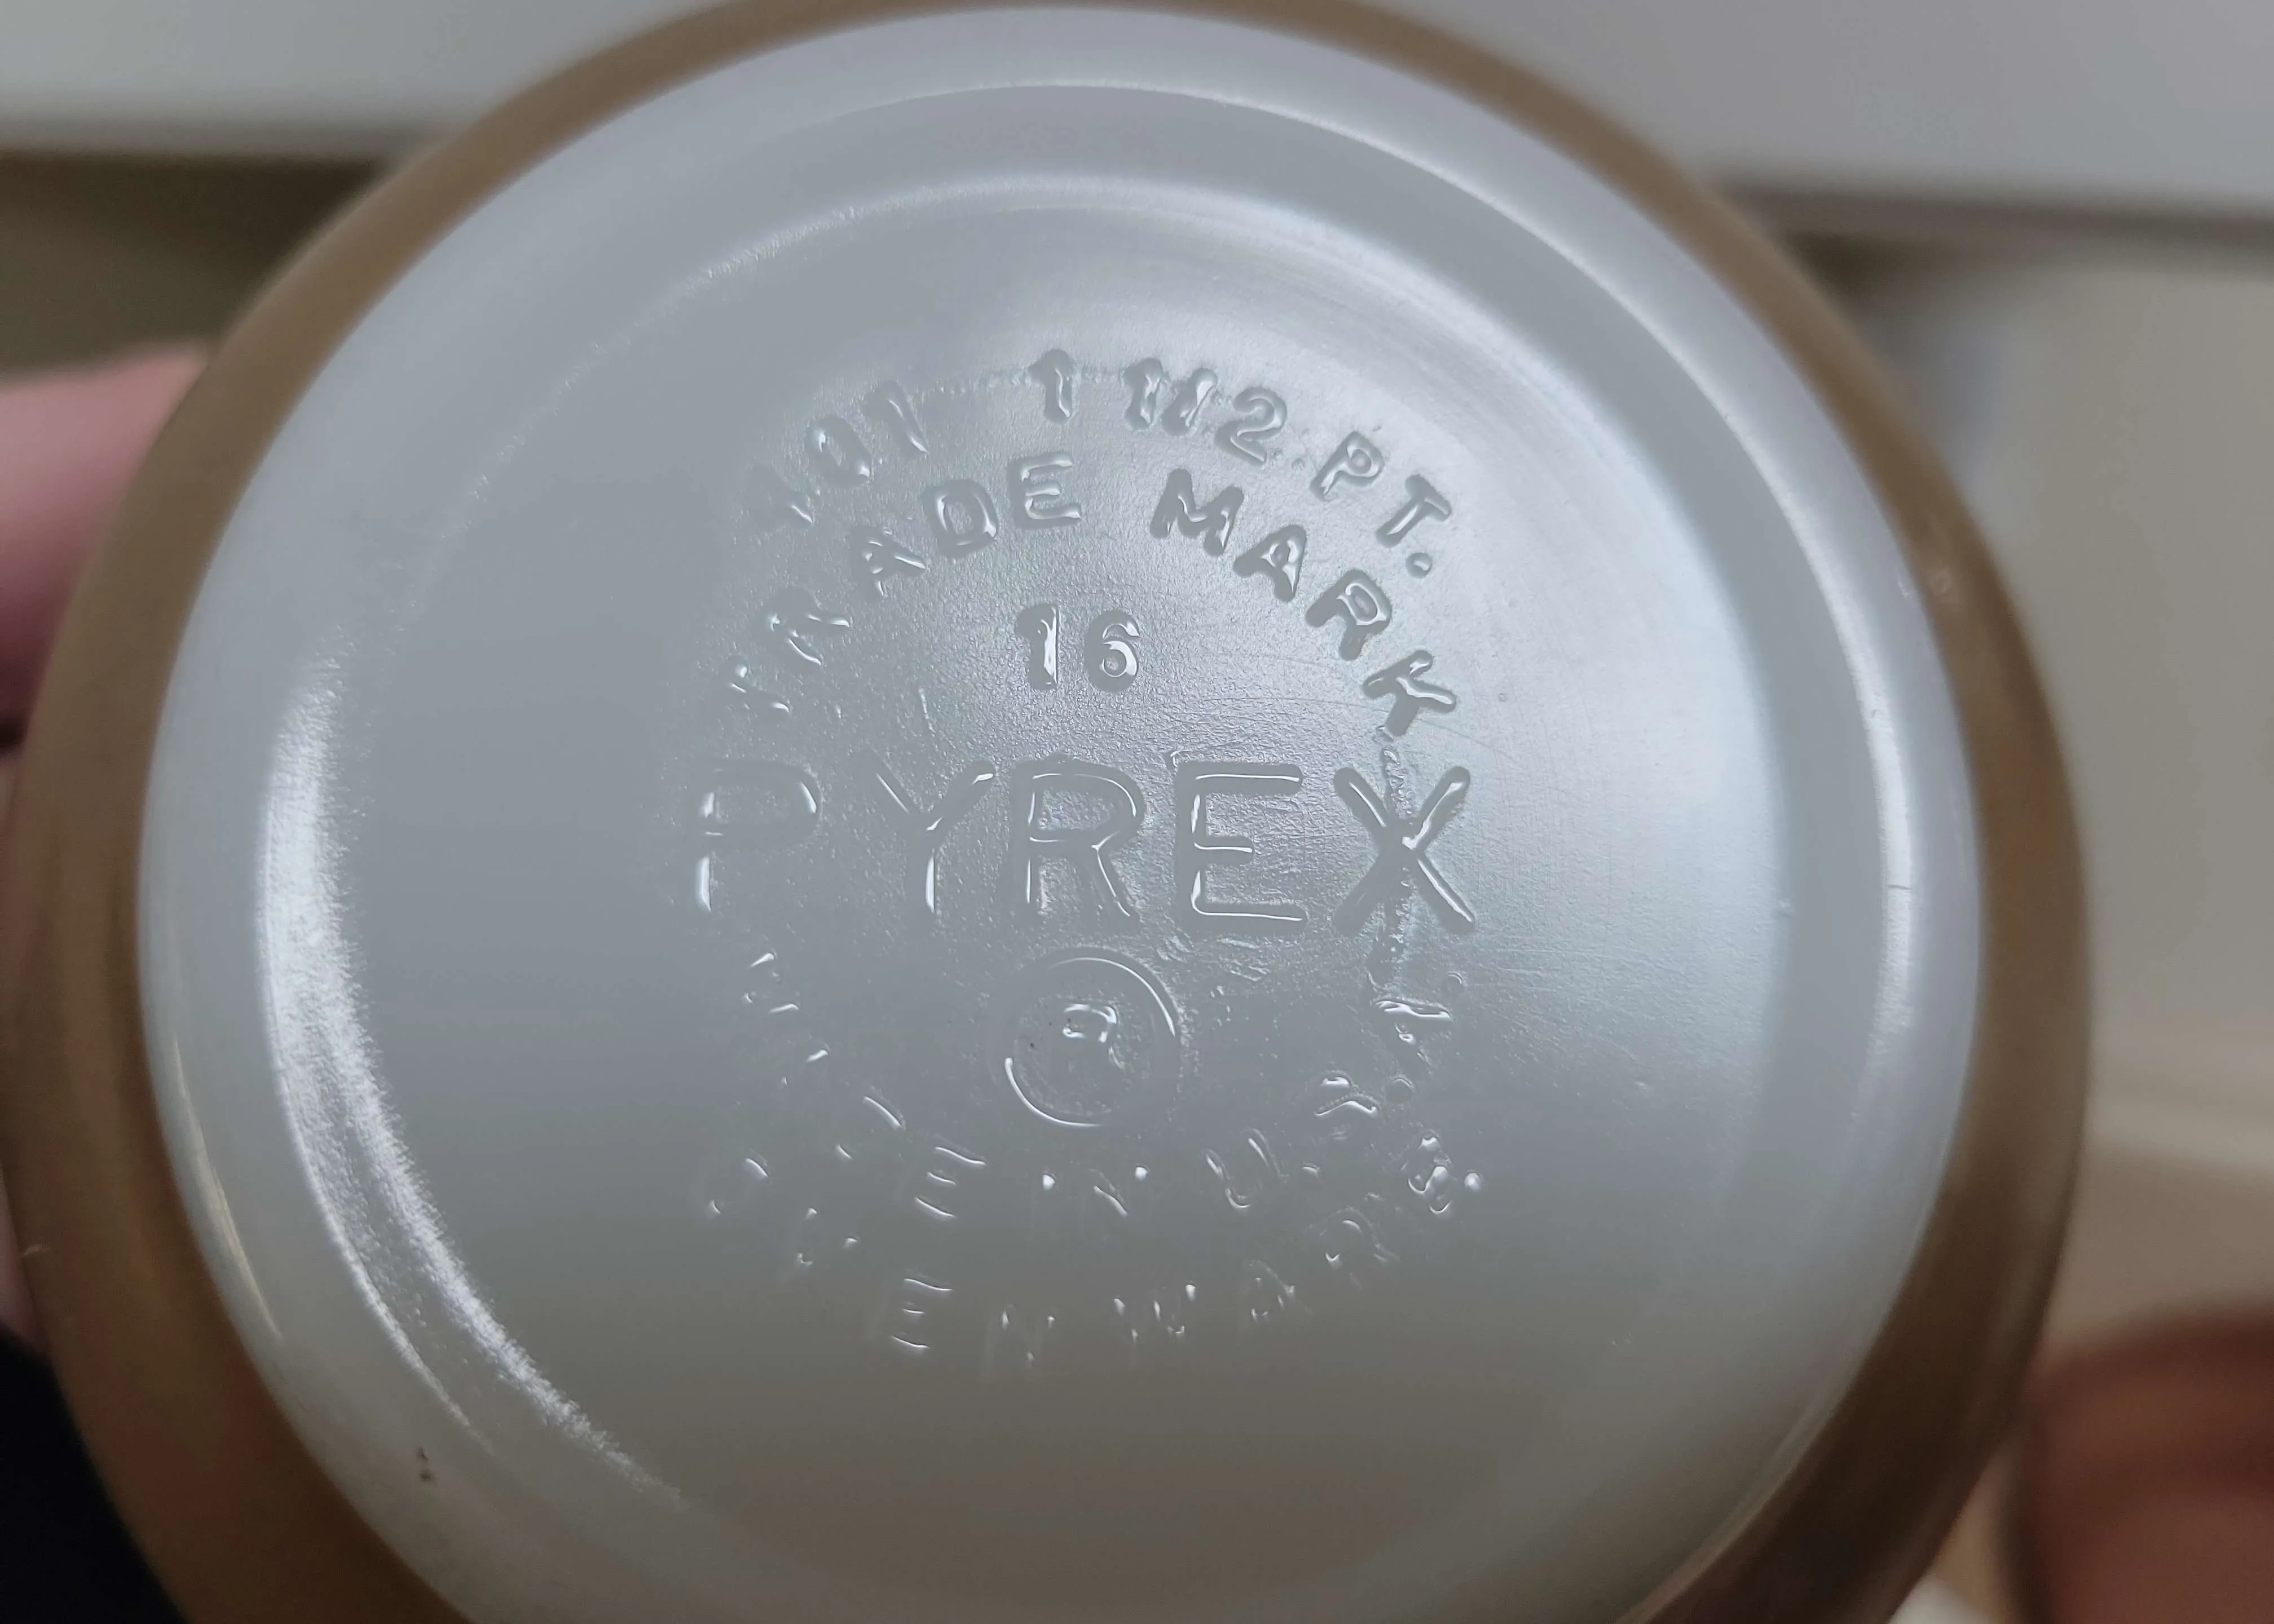 401 1 1/2 PT.
TRADE MARK
16
PYREX
®
MADE IN U.S.A.
OVENWARE